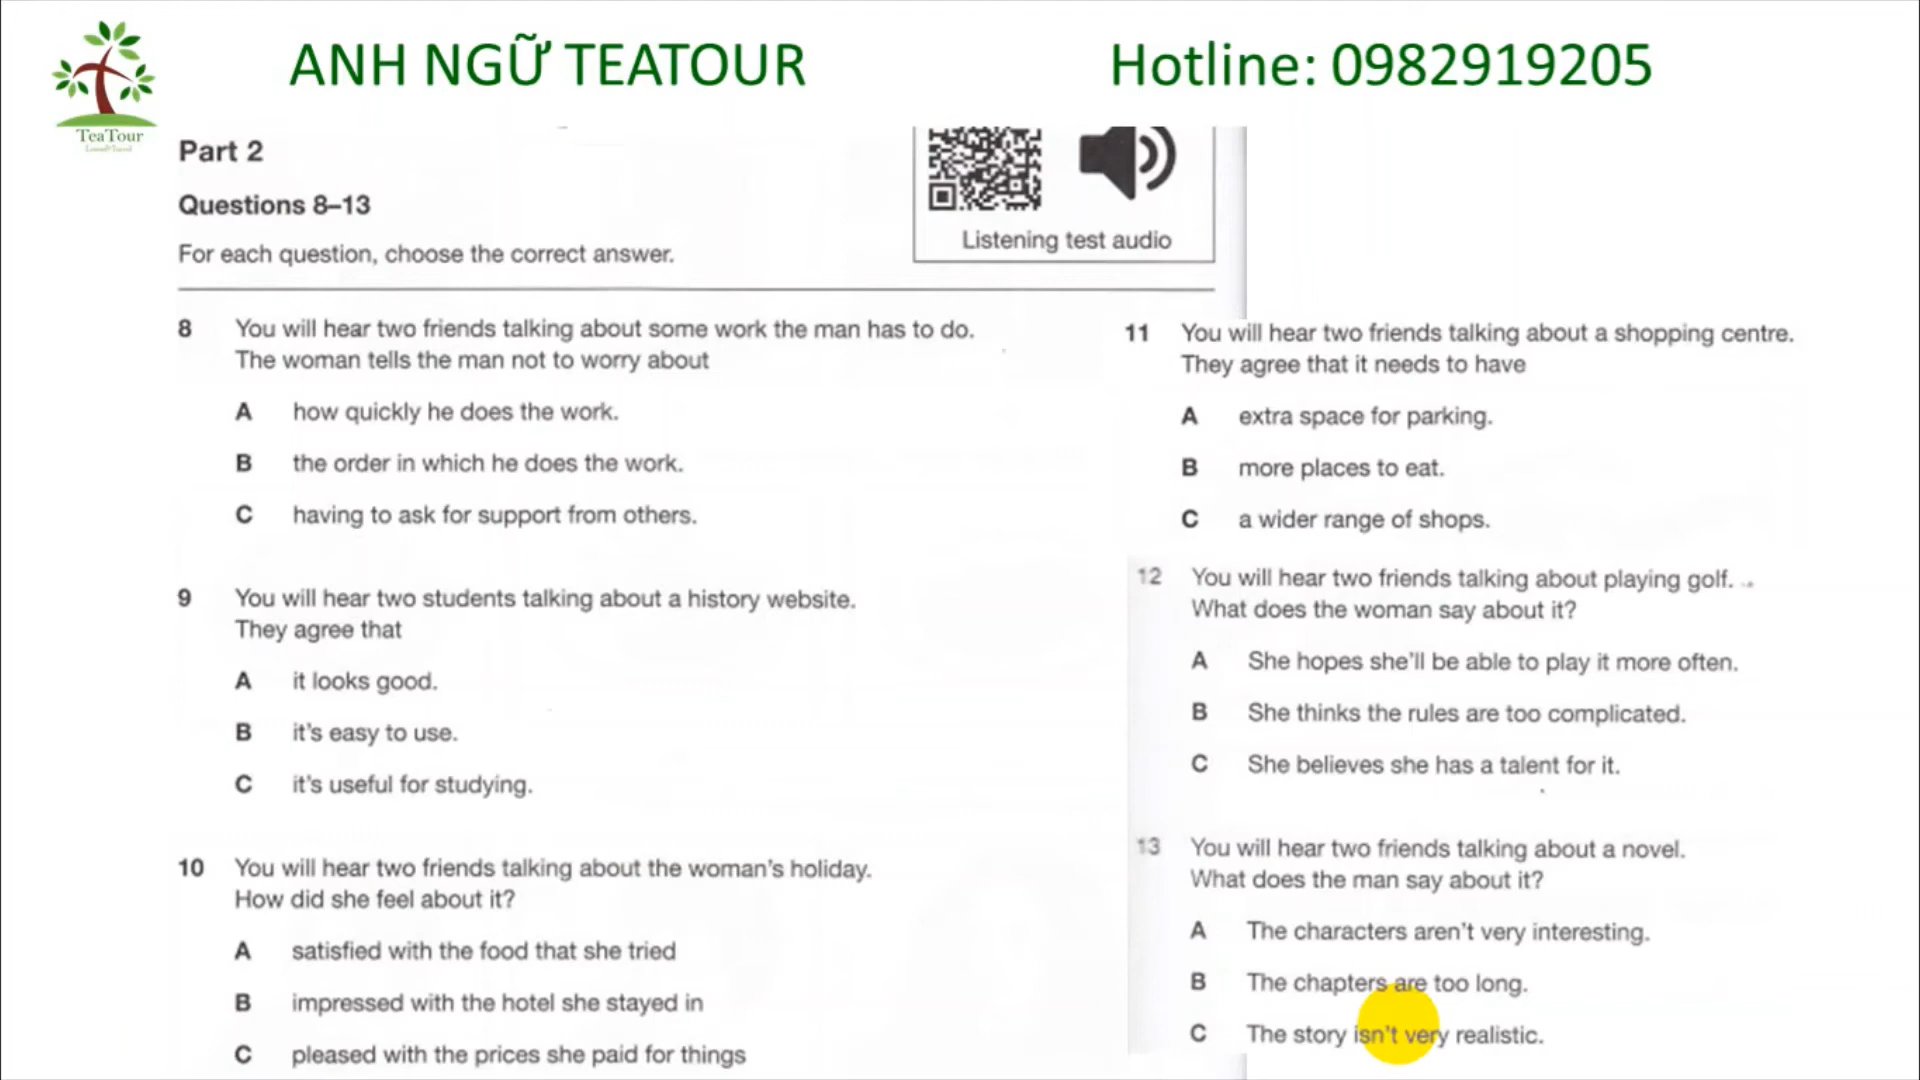 ANH NGỮ TEATOUR
Hotline: 0982919205
TeaTour
Part 2
Questions 8–13
For each question, choose the correct answer.
Listening test audio
8 You will hear two friends talking about some work the man has to do.
The woman tells the man not to worry about
A how quickly he does the work.
B the order in which he does the work.
C having to ask for support from others.
9 You will hear two students talking about a history website.
They agree that
A it looks good.
B it's easy to use.
C it's useful for studying.
10 You will hear two friends talking about the woman's holiday.
How did she feel about it?
A satisfied with the food that she tried
B impressed with the hotel she stayed in
C pleased with the prices she paid for things
11 You will hear two friends talking about a shopping centre.
They agree that it needs to have
A extra space for parking.
B more places to eat.
C a wider range of shops.
12 You will hear two friends talking about playing golf.
What does the woman say about it?
A She hopes she'll be able to play it more often.
B She thinks the rules are too complicated.
C She believes she has a talent for it.
13 You will hear two friends talking about a novel.
What does the man say about it?
A The characters aren't very interesting.
B The chapters are too long.
C The story isn't very realistic.